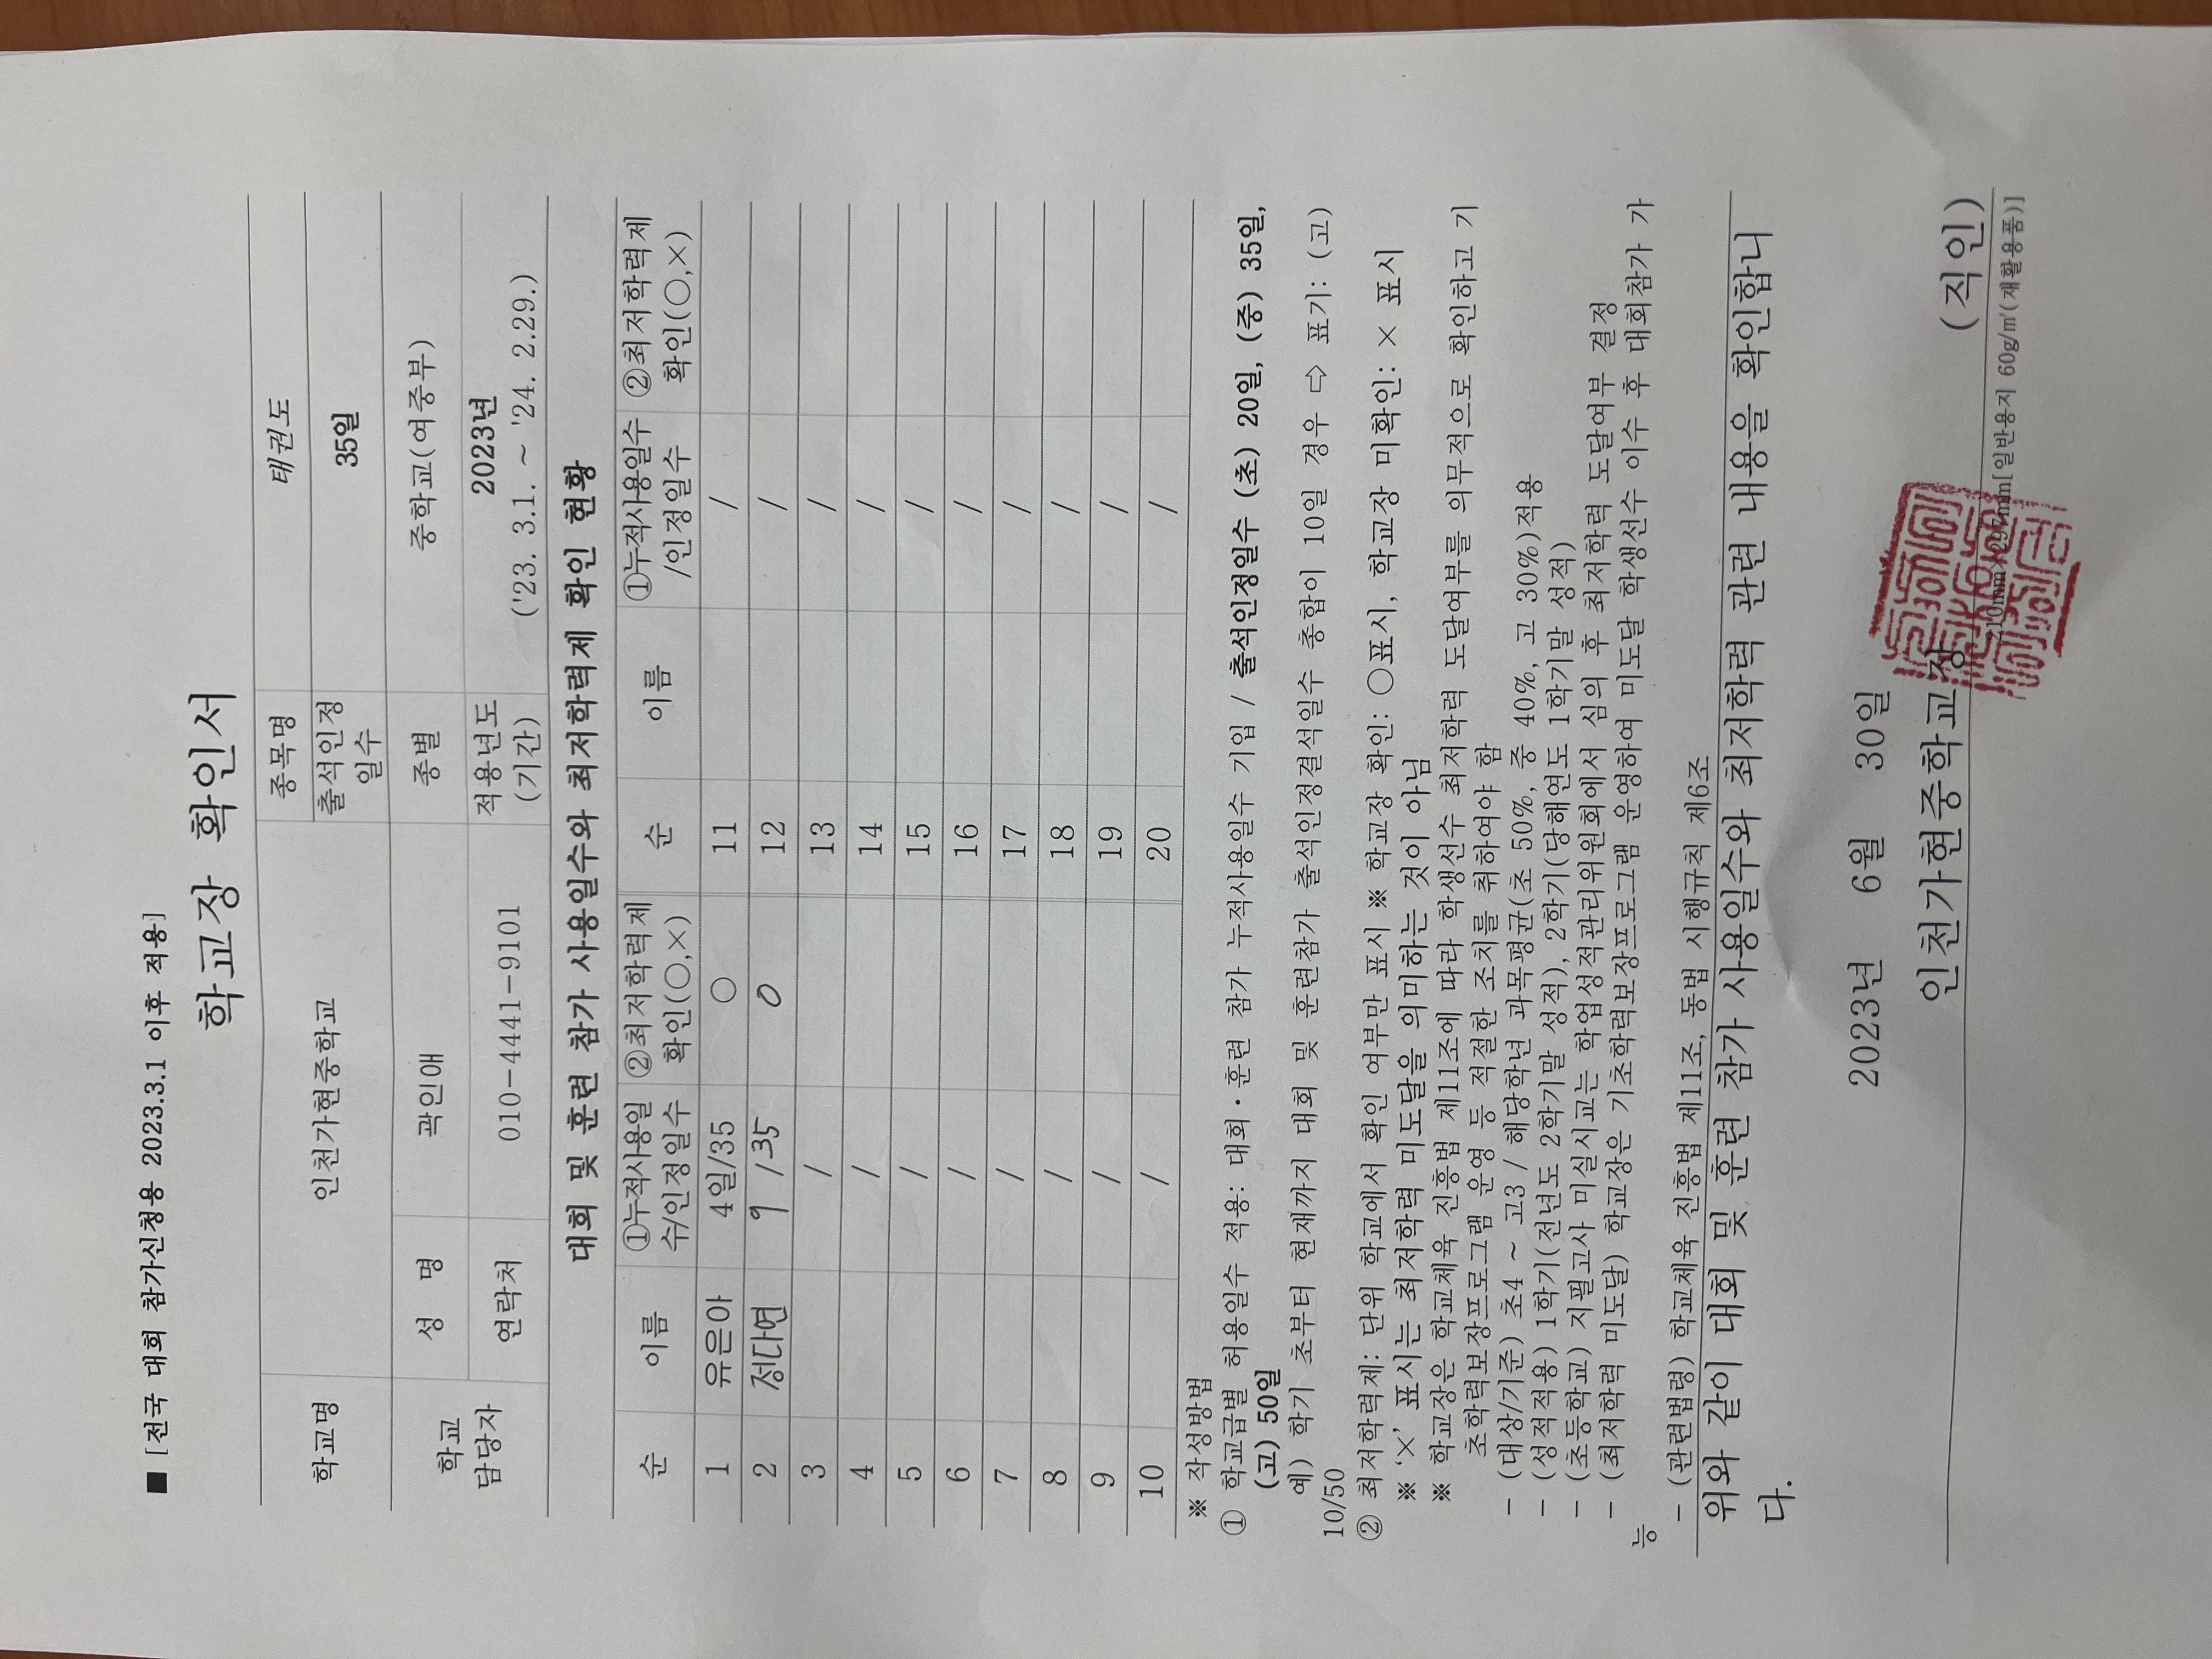 ■ [전국 대회 참가신청용 2023.3.1 이후 적용]
학교장 확인서
학교명 인천가현중학교 종목명 태권도
출석인정일수 35일
학교 담당자 성 명 곽인애 종별 중학교(여중부)
연락처 010-4441-9101 적용년도(기간) 2023년
('23. 3.1. ~ '24. 2.29.)
대회 및 훈련 참가 사용일수와 최저학력제 확인 현황
순 이름 ①누적사용일수/인정일수 ②최저학력제 확인(○,×) 순 이름 ①누적사용일수/인정일수 ②최저학력제 확인(○,×)
1 유은아 4일/35 ○ 11 /
2 정다연 9 /35 0 12 /
3 / 13 /
4 / 14 /
5 / 15 /
6 / 16 /
7 / 17 /
8 / 18 /
9 / 19 /
10 / 20 /
※ 작성방법
① 학교급별 허용일수 적용: 대회·훈련 참가 누적사용일수 기입 / 출석인정일수 (초) 20일, (중) 35일,
(고) 50일
예) 학기 초부터 현재까지 대회 및 훈련참가 출석인정결석일수 총합이 10일 경우 ⇨ 표기: (고)
10/50
② 최저학력제: 단위 학교에서 확인 여부만 표시 ※ 학교장 확인: ○표시, 학교장 미확인: × 표시
※ '×' 표시는 최저학력 미도달을 의미하는 것이 아님
※ 학교장은 학교체육 진흥법 제11조에 따라 학생선수 최저학력 도달여부를 의무적으로 확인하고 기
초학력보장프로그램 운영 등 적절한 조치를 취하여야 함
- (대상/기준) 초4 ~ 고3 / 해당학년 과목평균(초 50%, 중 40%, 고 30%)적용
- (성적적용) 1학기(전년도 2학기말 성적), 2학기(당해연도 1학기말 성적)
- (초등학교) 지필고사 미실시교는 학업성적관리위원회에서 심의 후 최저학력 도달여부 결정
- (최저학력 미도달) 학교장은 기초학력보장프로그램 운영하여 미도달 학생선수 이수 후 대회참가 가
능
- (관련법령) 학교체육 진흥법 제11조, 동법 시행규칙 제6조
위와 같이 대회 및 훈련 참가 사용일수와 최저학력 관련 내용을 확인합니
다.
2023년 6월 30일
인천가현중학교장 (직인)
210mm×297mm[일반용지 60g/㎡(재활용품)]